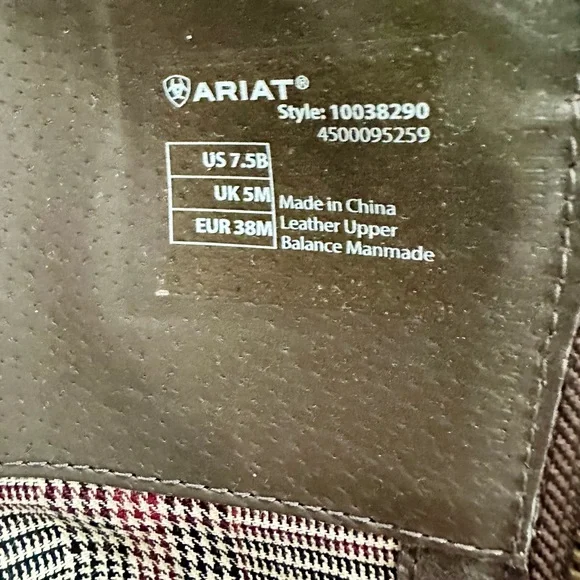 ARIAT®
Style: 10038290
4500095259
US 7.5B
UK 5M
EUR 38M
Made in China
Leather Upper
Balance Manmade